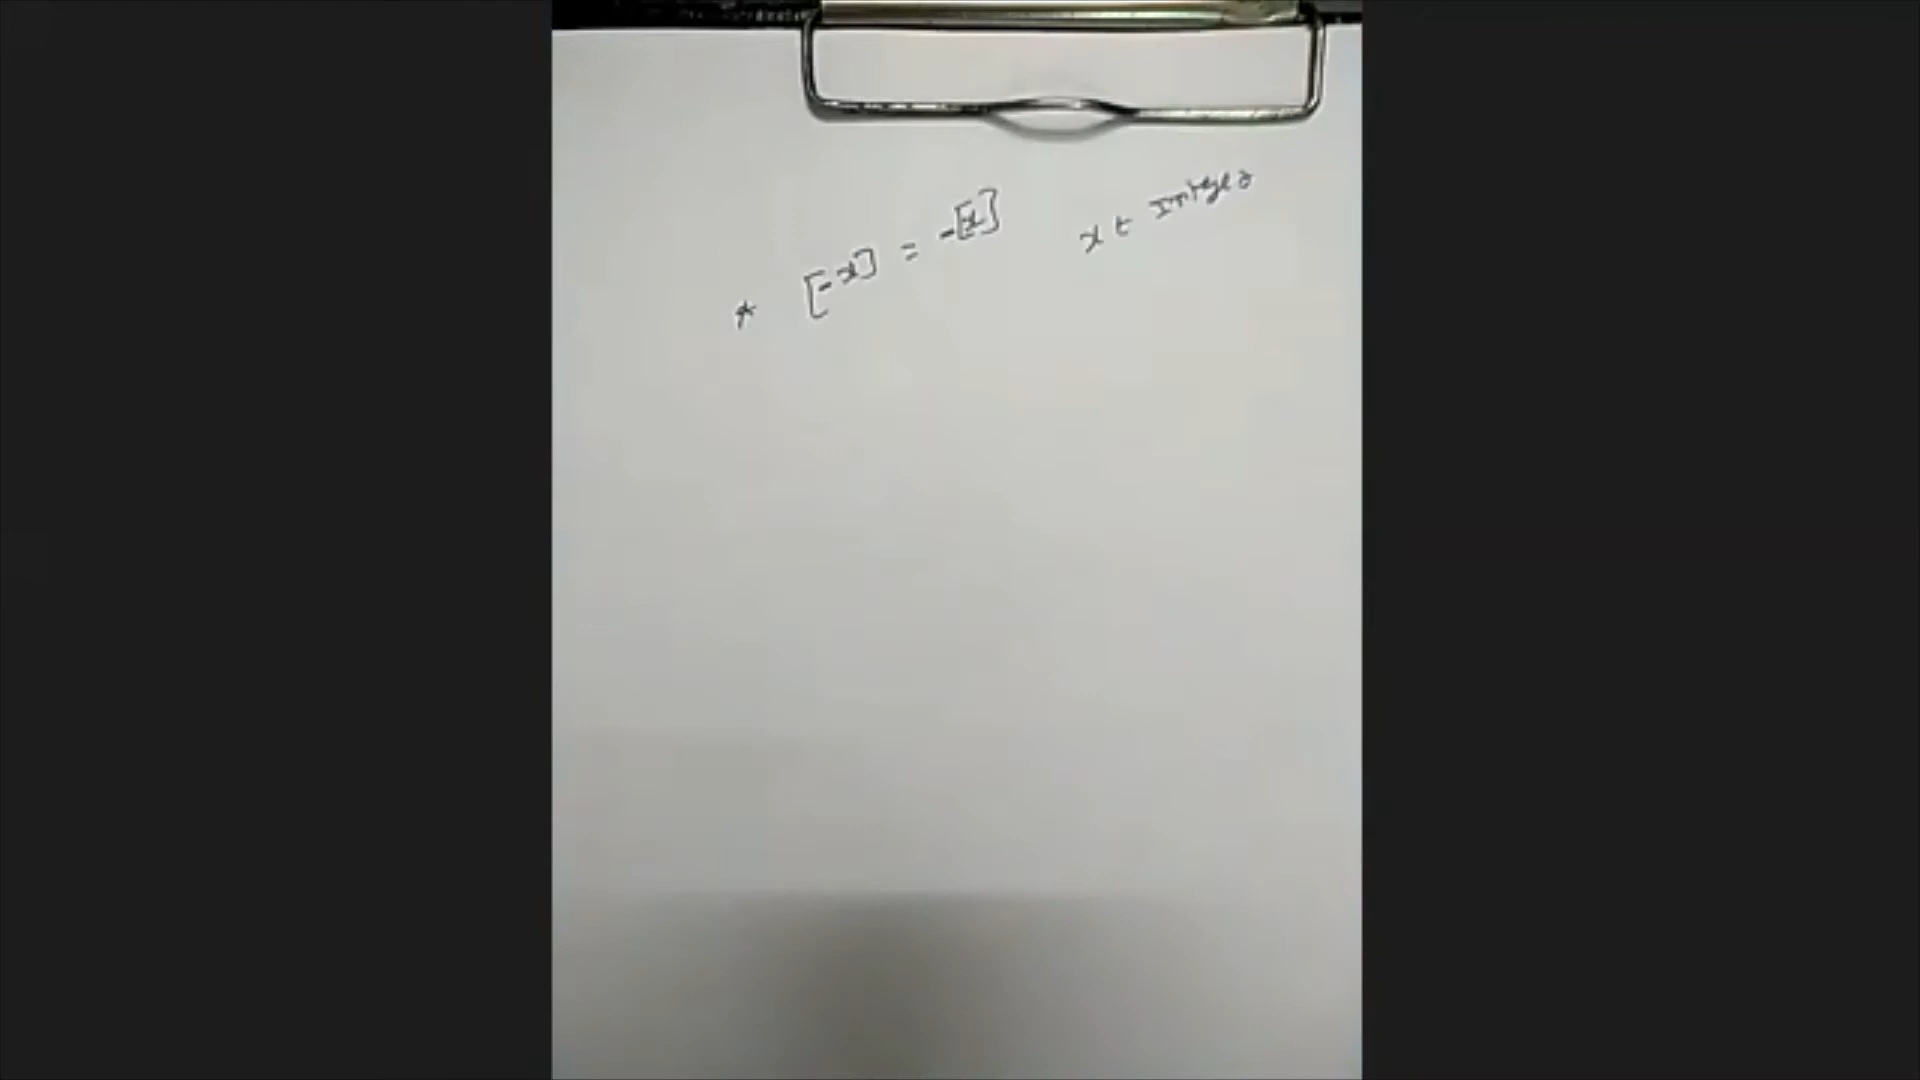 * [-x] = -[x] x ∈ Integer